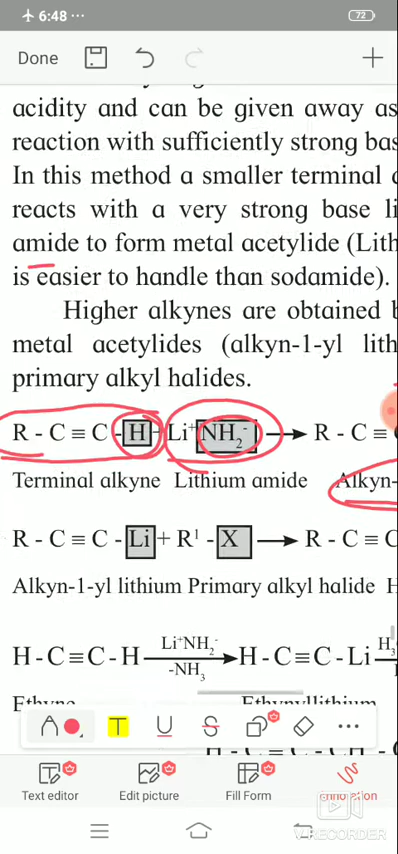 6:48 ··· 72
Done
acidity and can be given away as
reaction with sufficiently strong bas
In this method a smaller terminal
reacts with a very strong base li
amide to form metal acetylide (Lith
is easier to handle than sodamide).
Higher alkynes are obtained
metal acetylides (alkyn-1-yl lith
primary alkyl halides.
R - C ≡ C - H + Li⁺NH₂⁻ → R - C ≡
Terminal alkyne Lithium amide Alkyn-
R - C ≡ C - Li + R¹ - X → R - C ≡ C
Alkyn-1-yl lithium Primary alkyl halide H
Li⁺NH₂⁻
H - C≡C - H → H - C≡C - Li
-NH₃
Ethyne Ethynyllithium
T U S
Text editor Edit picture Fill Form Annotation
V RECORDER